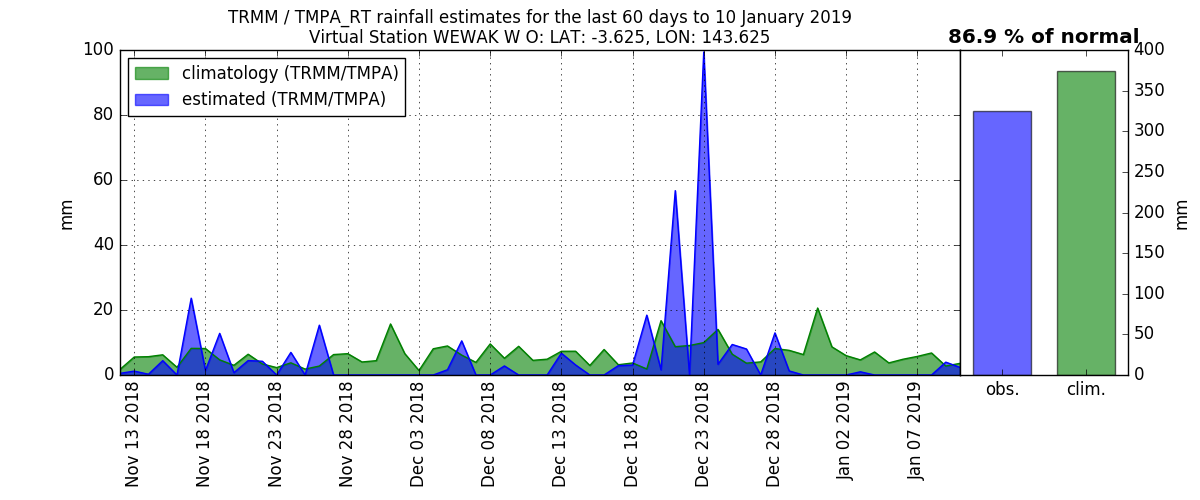 TRMM / TMPA_RT rainfall estimates for the last 60 days to 10 January 2019
Virtual Station WEWAK W O: LAT: -3.625, LON: 143.625
86.9 % of normal
climatology (TRMM/TMPA)
estimated (TRMM/TMPA)
mm
100
80
60
40
20
0
Nov 13 2018
Nov 18 2018
Nov 23 2018
Nov 28 2018
Dec 03 2018
Dec 08 2018
Dec 13 2018
Dec 18 2018
Dec 23 2018
Dec 28 2018
Jan 02 2019
Jan 07 2019
obs.
clim.
400
350
300
250
200
150
100
50
0
mm